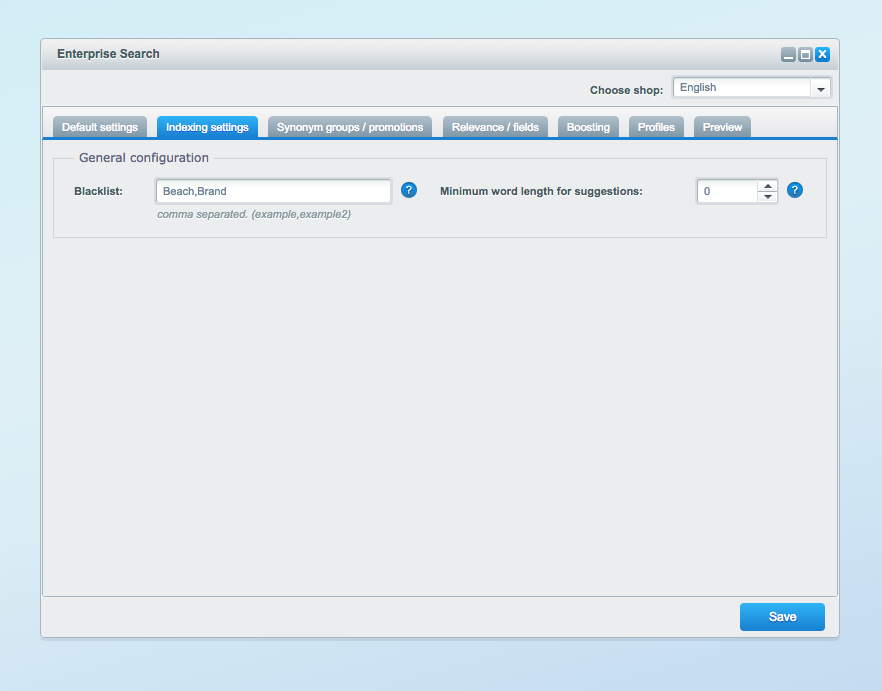 Enterprise Search
Choose shop: English
Default settings Indexing settings Synonym groups / promotions Relevance / fields Boosting Profiles Preview
General configuration
Blacklist: Beach,Brand ? Minimum word length for suggestions: 0 ?
comma separated. (example,example2)
Save